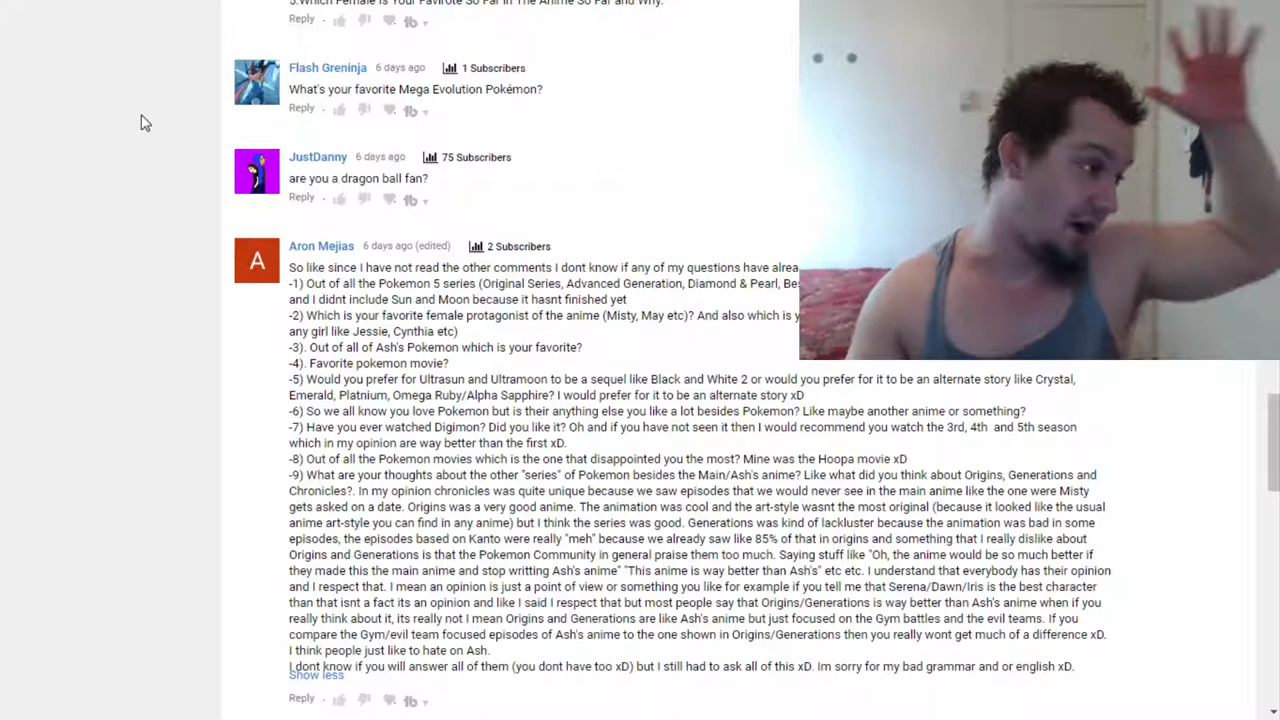 5.Which Female Is Your Favirote So Far In The Anime So Far and Why.
Reply
Flash Greninja 6 days ago 1 Subscribers
What's your favorite Mega Evolution Pokémon?
Reply
JustDanny 6 days ago 75 Subscribers
are you a dragon ball fan?
Reply
A
Aron Mejias 6 days ago (edited) 2 Subscribers
So like since I have not read the other comments I dont know if any of my questions have alrea
-1) Out of all the Pokemon 5 series (Original Series, Advanced Generation, Diamond & Pearl, Be
and I didnt include Sun and Moon because it hasnt finished yet
-2) Which is your favorite female protagonist of the anime (Misty, May etc)? And also which is y
any girl like Jessie, Cynthia etc)
-3). Out of all of Ash's Pokemon which is your favorite?
-4). Favorite pokemon movie?
-5) Would you prefer for Ultrasun and Ultramoon to be a sequel like Black and White 2 or would you prefer for it to be an alternate story like Crystal,
Emerald, Platnium, Omega Ruby/Alpha Sapphire? I would prefer for it to be an alternate story xD
-6) So we all know you love Pokemon but is their anything else you like a lot besides Pokemon? Like maybe another anime or something?
-7) Have you ever watched Digimon? Did you like it? Oh and if you have not seen it then I would recommend you watch the 3rd, 4th and 5th season
which in my opinion are way better than the first xD.
-8) Out of all the Pokemon movies which is the one that disappointed you the most? Mine was the Hoopa movie xD
-9) What are your thoughts about the other "series" of Pokemon besides the Main/Ash's anime? Like what did you think about Origins, Generations and
Chronicles?. In my opinion chronicles was quite unique because we saw episodes that we would never see in the main anime like the one were Misty
gets asked on a date. Origins was a very good anime. The animation was cool and the art-style wasnt the most original (because it looked like the usual
anime art-style you can find in any anime) but I think the series was good. Generations was kind of lackluster because the animation was bad in some
episodes, the episodes based on Kanto were really "meh" because we already saw like 85% of that in origins and something that I really dislike about
Origins and Generations is that the Pokemon Community in general praise them too much. Saying stuff like "Oh, the anime would be so much better if
they made this the main anime and stop writting Ash's anime" "This anime is way better than Ash's" etc etc. I understand that everybody has their opinion
and I respect that. I mean an opinion is just a point of view or something you like for example if you tell me that Serena/Dawn/Iris is the best character
than that isnt a fact its an opinion and like I said I respect that but most people say that Origins/Generations is way better than Ash's anime when if you
really think about it, its really not I mean Origins and Generations are like Ash's anime but just focused on the Gym battles and the evil teams. If you
compare the Gym/evil team focused episodes of Ash's anime to the one shown in Origins/Generations then you really wont get much of a difference xD.
I think people just like to hate on Ash.
I dont know if you will answer all of them (you dont have too xD) but I still had to ask all of this xD. Im sorry for my bad grammar and or english xD.
Show less
Reply